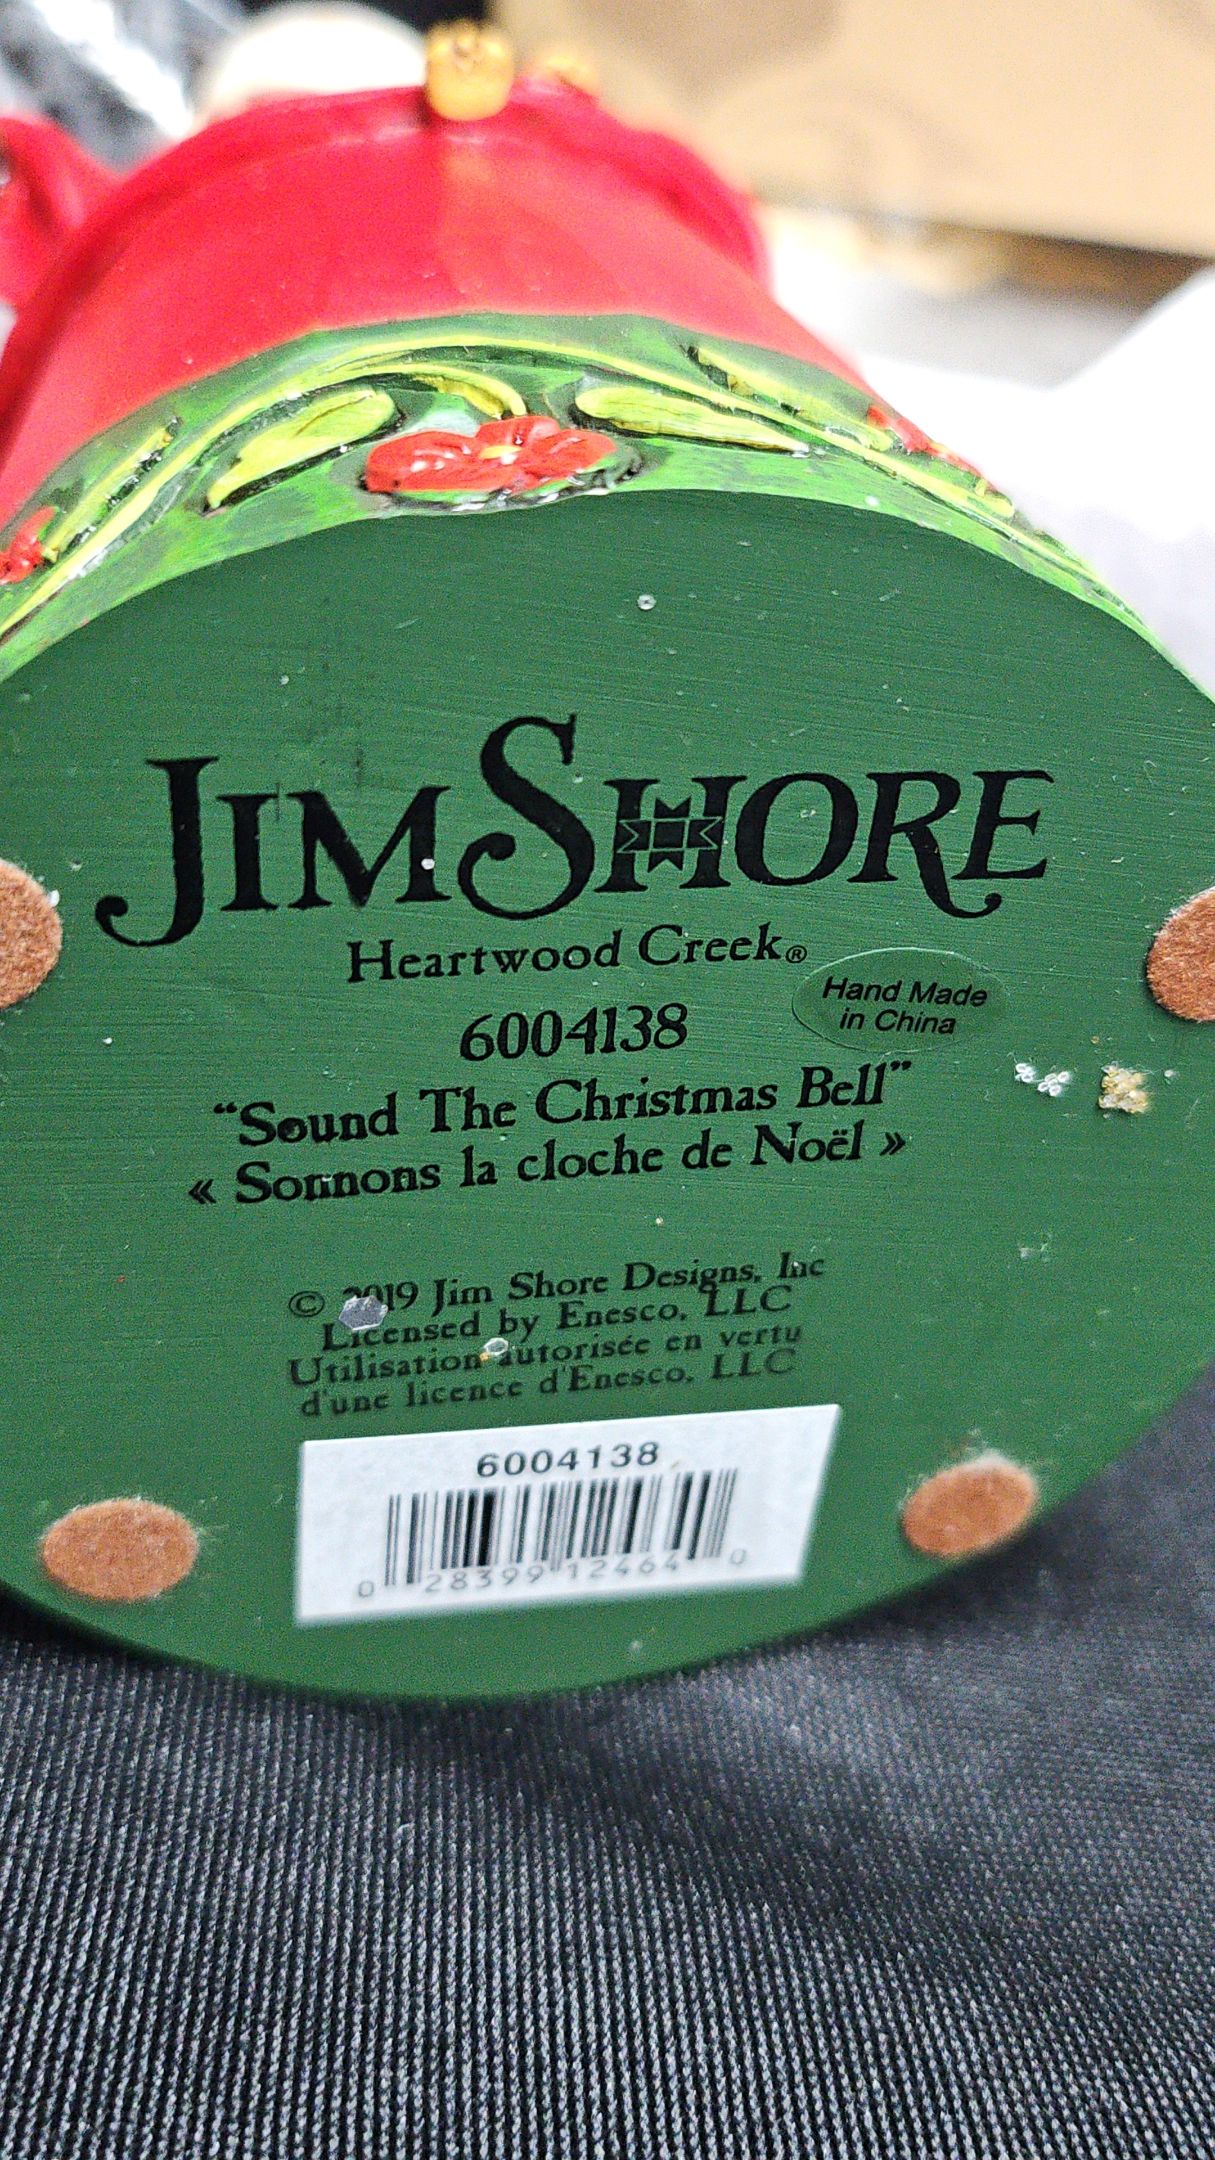 JIM SHORE
Heartwood Creek®
Hand Made
in China
6004138
“Sound The Christmas Bell”
« Sonnons la cloche de Noël »
© 2019 Jim Shore Designs, Inc
Licensed by Enesco, LLC
Utilisation autorisée en vertu
d'une licence d'Enesco, LLC
6004138
0 28399 12464 0